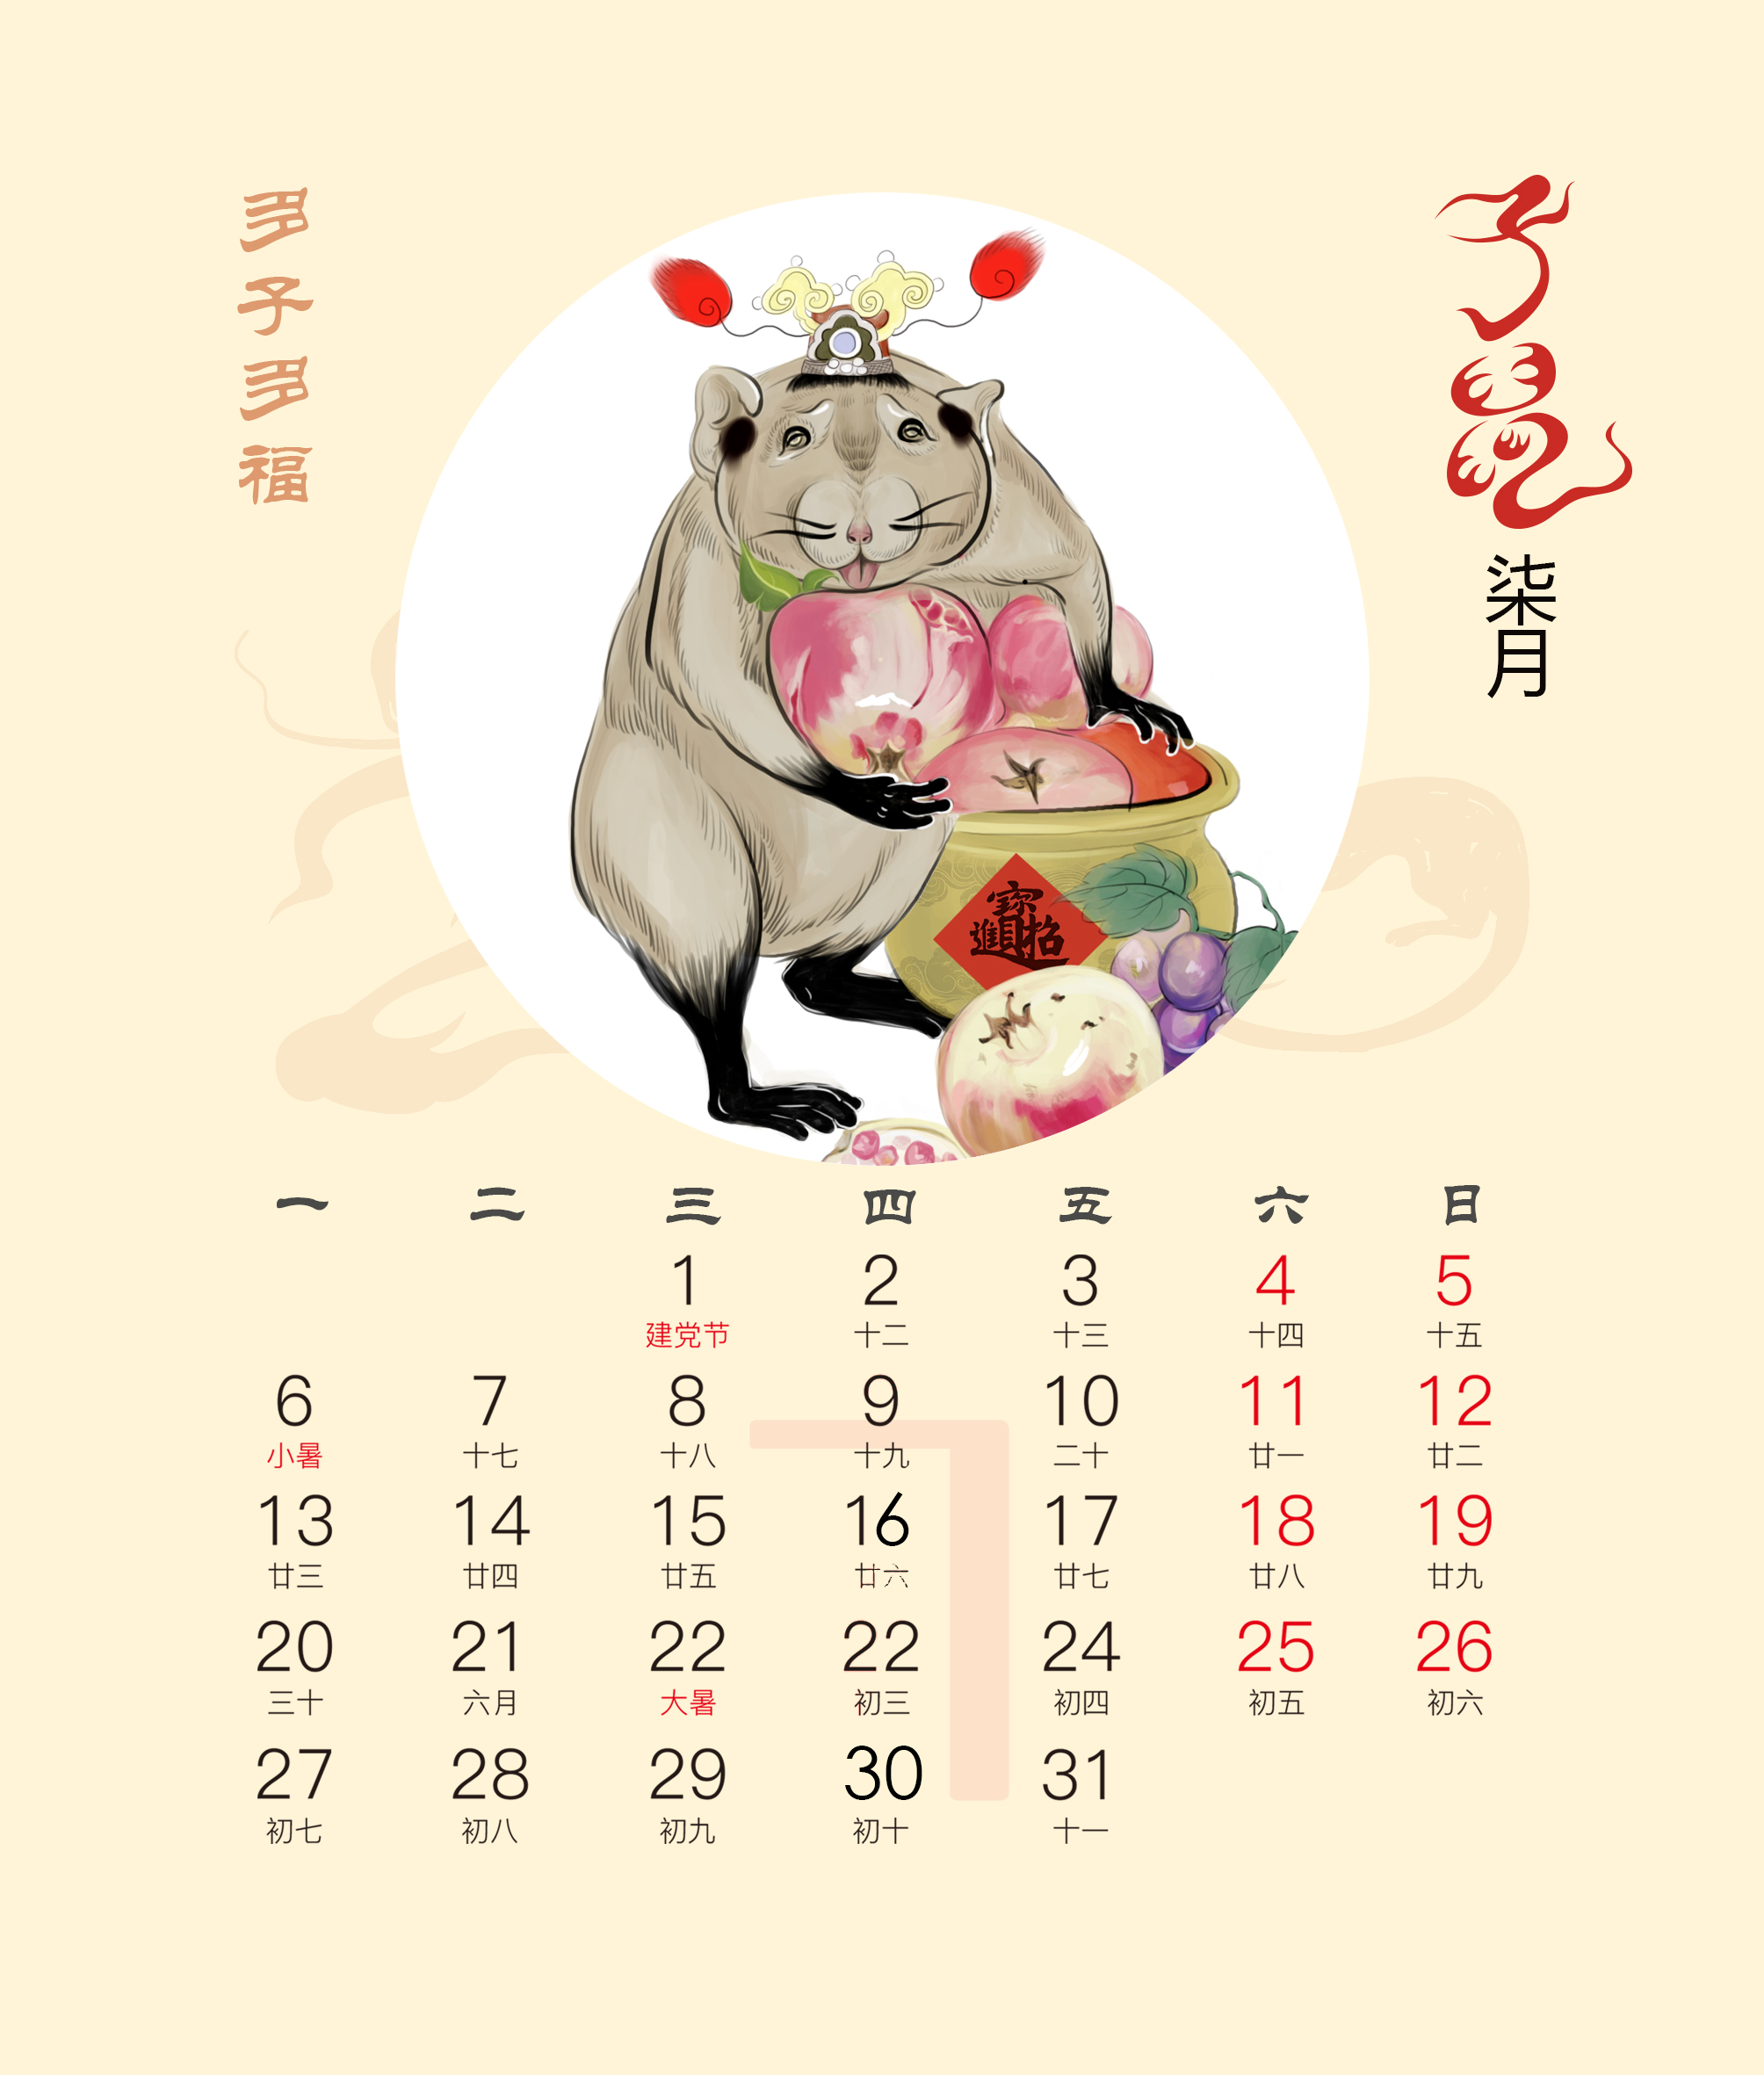 多子多福
子鼠
柒月
招财进宝
一 二 三 四 五 六 日
1 2 3 4 5
建党节 十二 十三 十四 十五
6 7 8 9 10 11 12
小暑 十七 十八 十九 二十 廿一 廿二
13 14 15 16 17 18 19
廿三 廿四 廿五 廿六 廿七 廿八 廿九
20 21 22 22 24 25 26
三十 六月 大暑 初三 初四 初五 初六
27 28 29 30 31
初七 初八 初九 初十 十一